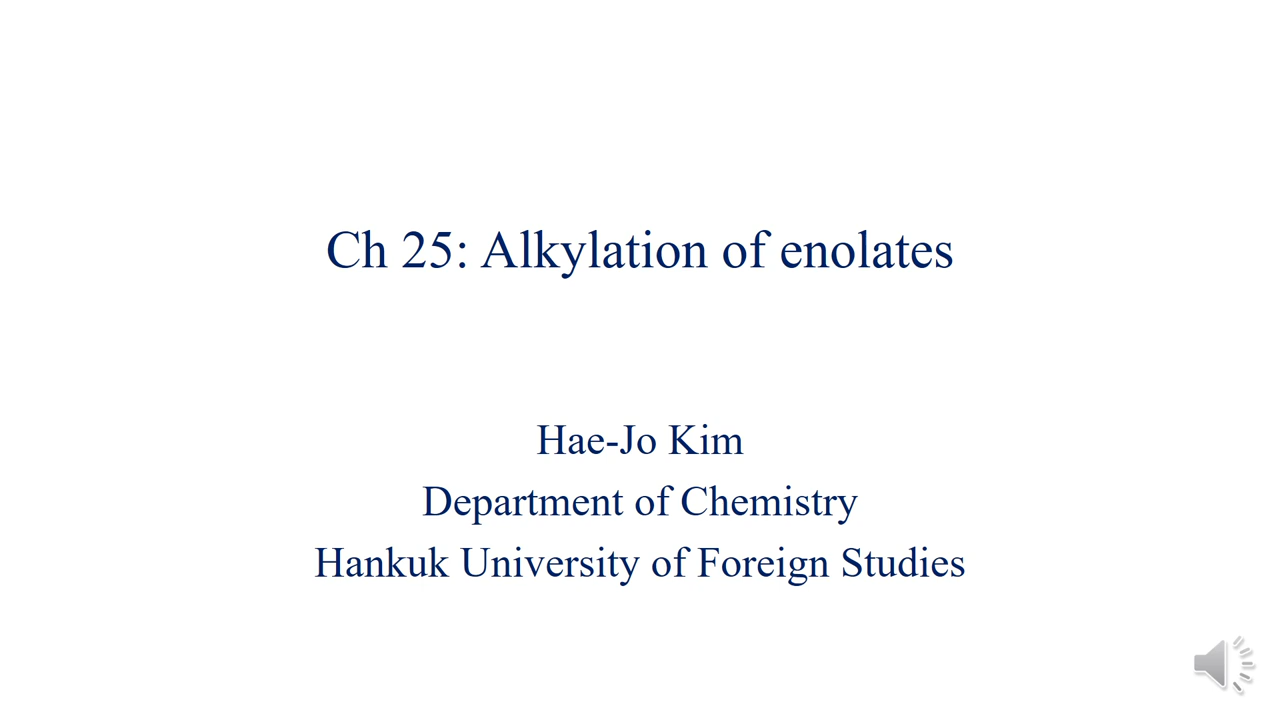 Ch 25: Alkylation of enolates
Hae-Jo Kim
Department of Chemistry
Hankuk University of Foreign Studies